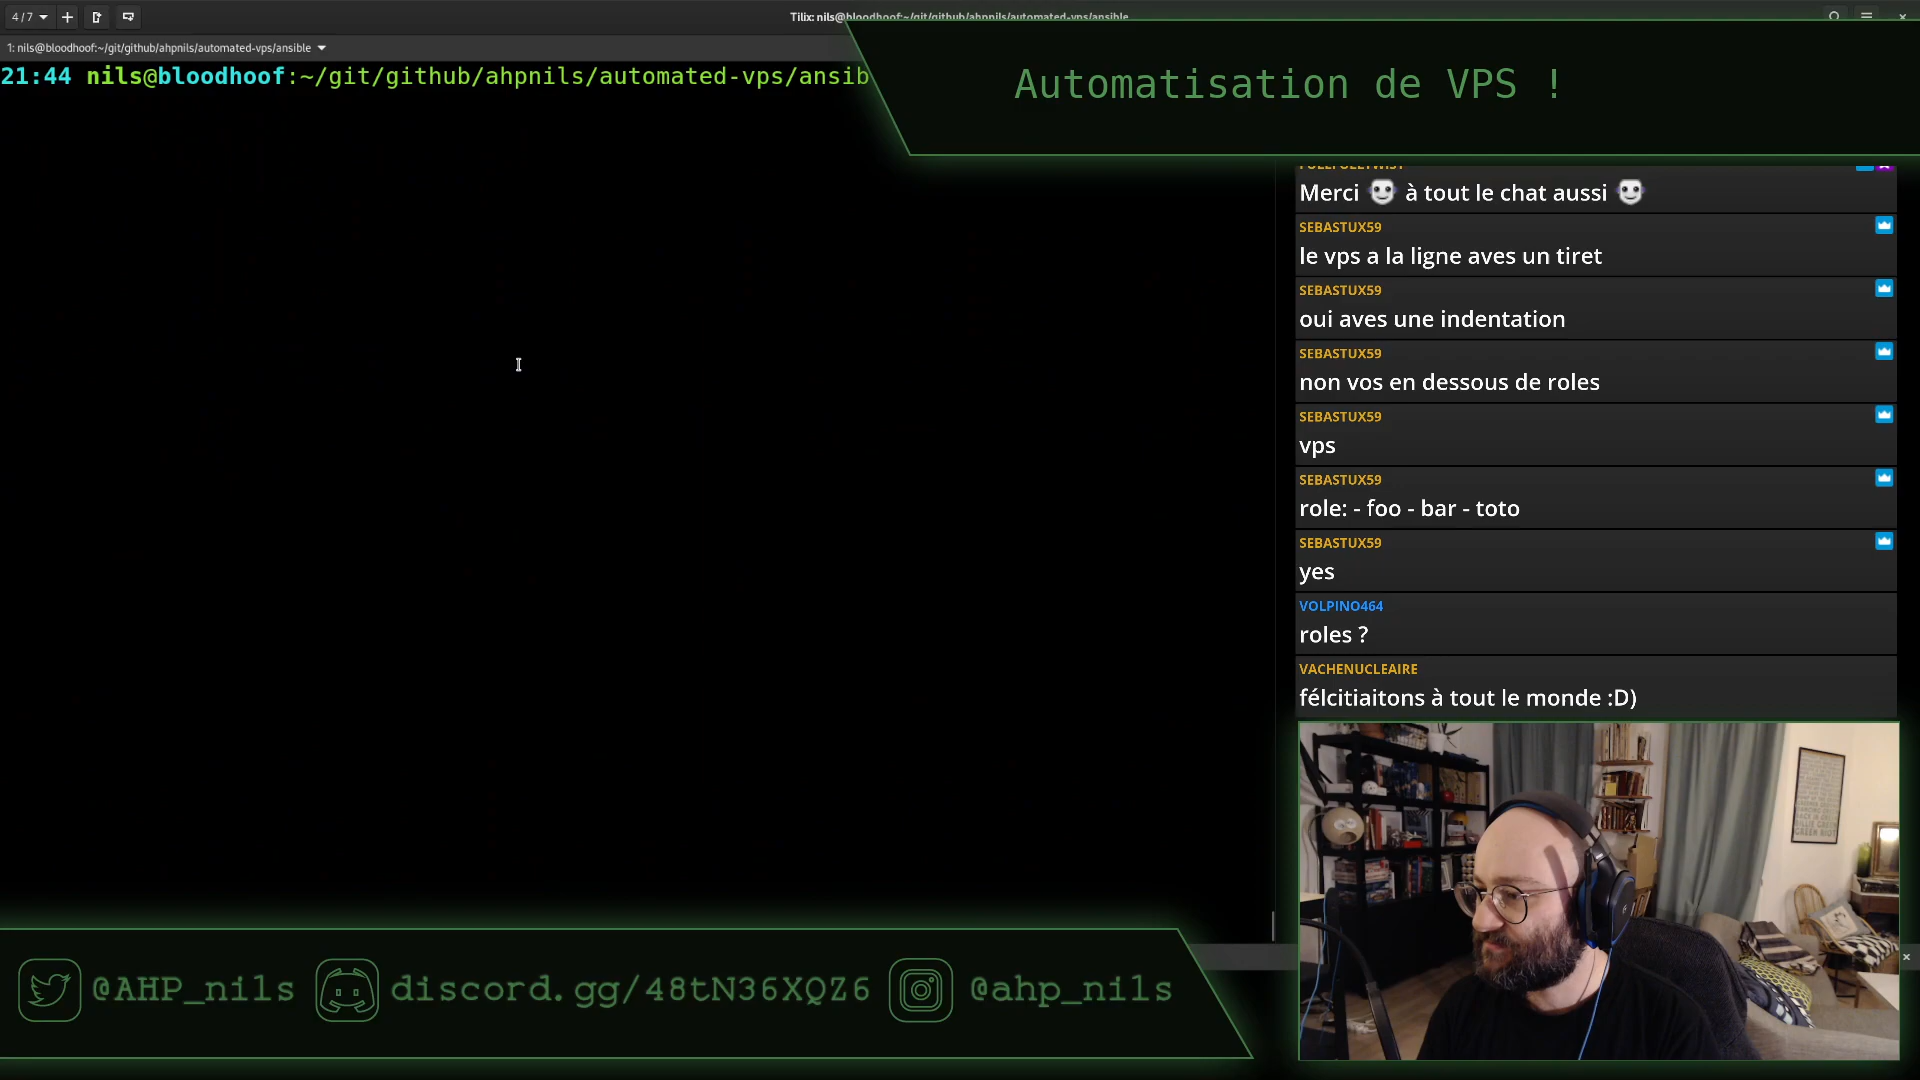 4 / 7
Tilix: nils@bloodhoof:~/git/github/ahpnils/automated-vps/ansible
1: nils@bloodhoof:~/git/github/ahpnils/automated-vps/ansible
21:44 nils@bloodhoof:~/git/github/ahpnils/automated-vps/ansib
Automatisation de VPS !
Merci à tout le chat aussi
SEBASTUX59
le vps a la ligne aves un tiret
SEBASTUX59
oui aves une indentation
SEBASTUX59
non vos en dessous de roles
SEBASTUX59
vps
SEBASTUX59
role: - foo - bar - toto
SEBASTUX59
yes
VOLPINO464
roles ?
VACHENUCLEAIRE
félcitiaitons à tout le monde :D)
@AHP_nils
discord.gg/48tN36XQZ6
@ahp_nils